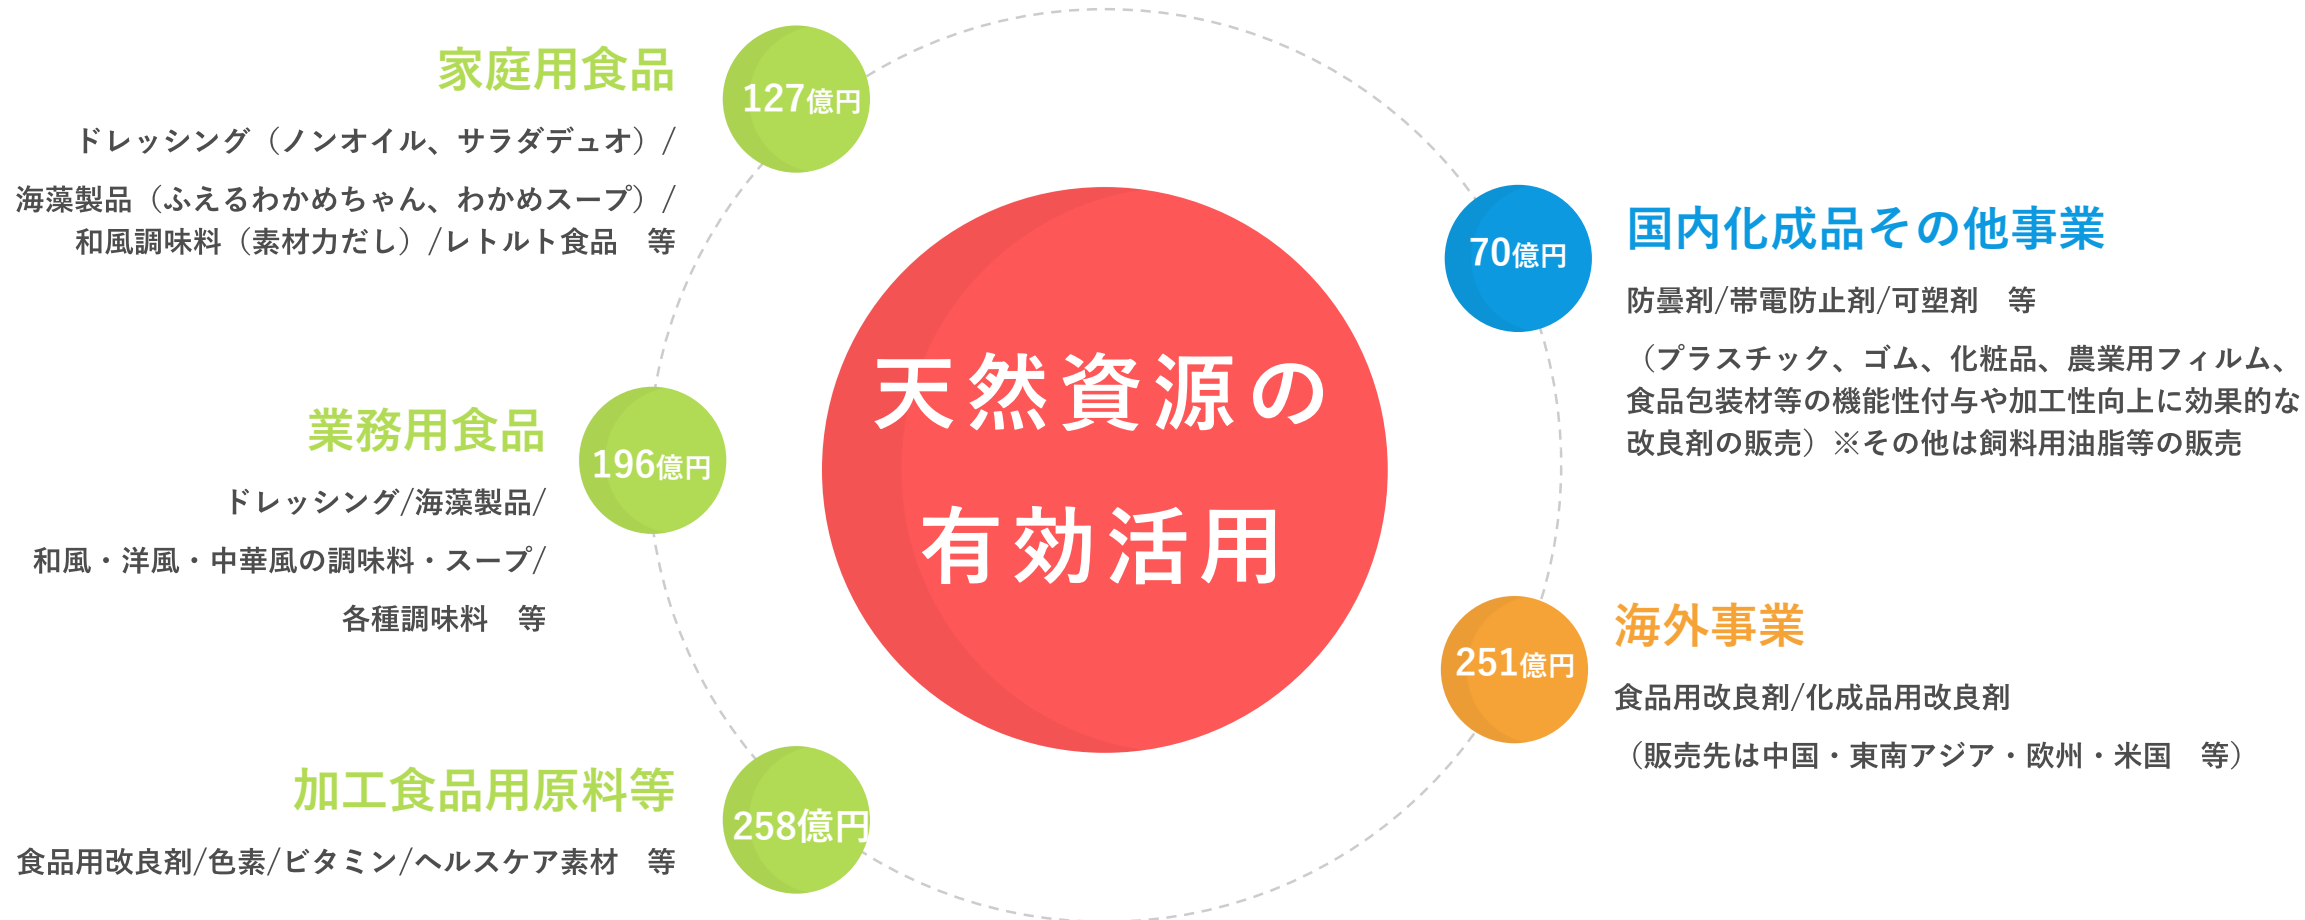 家庭用食品
127億円
ドレッシング（ノンオイル、サラダデュオ）/
海藻製品（ふえるわかめちゃん、わかめスープ）/
和風調味料（素材力だし）/レトルト食品　等
業務用食品
196億円
ドレッシング/海藻製品/
和風・洋風・中華風の調味料・スープ/
各種調味料　等
加工食品用原料等
258億円
食品用改良剤/色素/ビタミン/ヘルスケア素材　等
天然資源の
有効活用
70億円
国内化成品その他事業
防曇剤/帯電防止剤/可塑剤　等
（プラスチック、ゴム、化粧品、農業用フィルム、
食品包装材等の機能性付与や加工性向上に効果的な
改良剤の販売）※その他は飼料用油脂等の販売
251億円
海外事業
食品用改良剤/化成品用改良剤
（販売先は中国・東南アジア・欧州・米国　等）